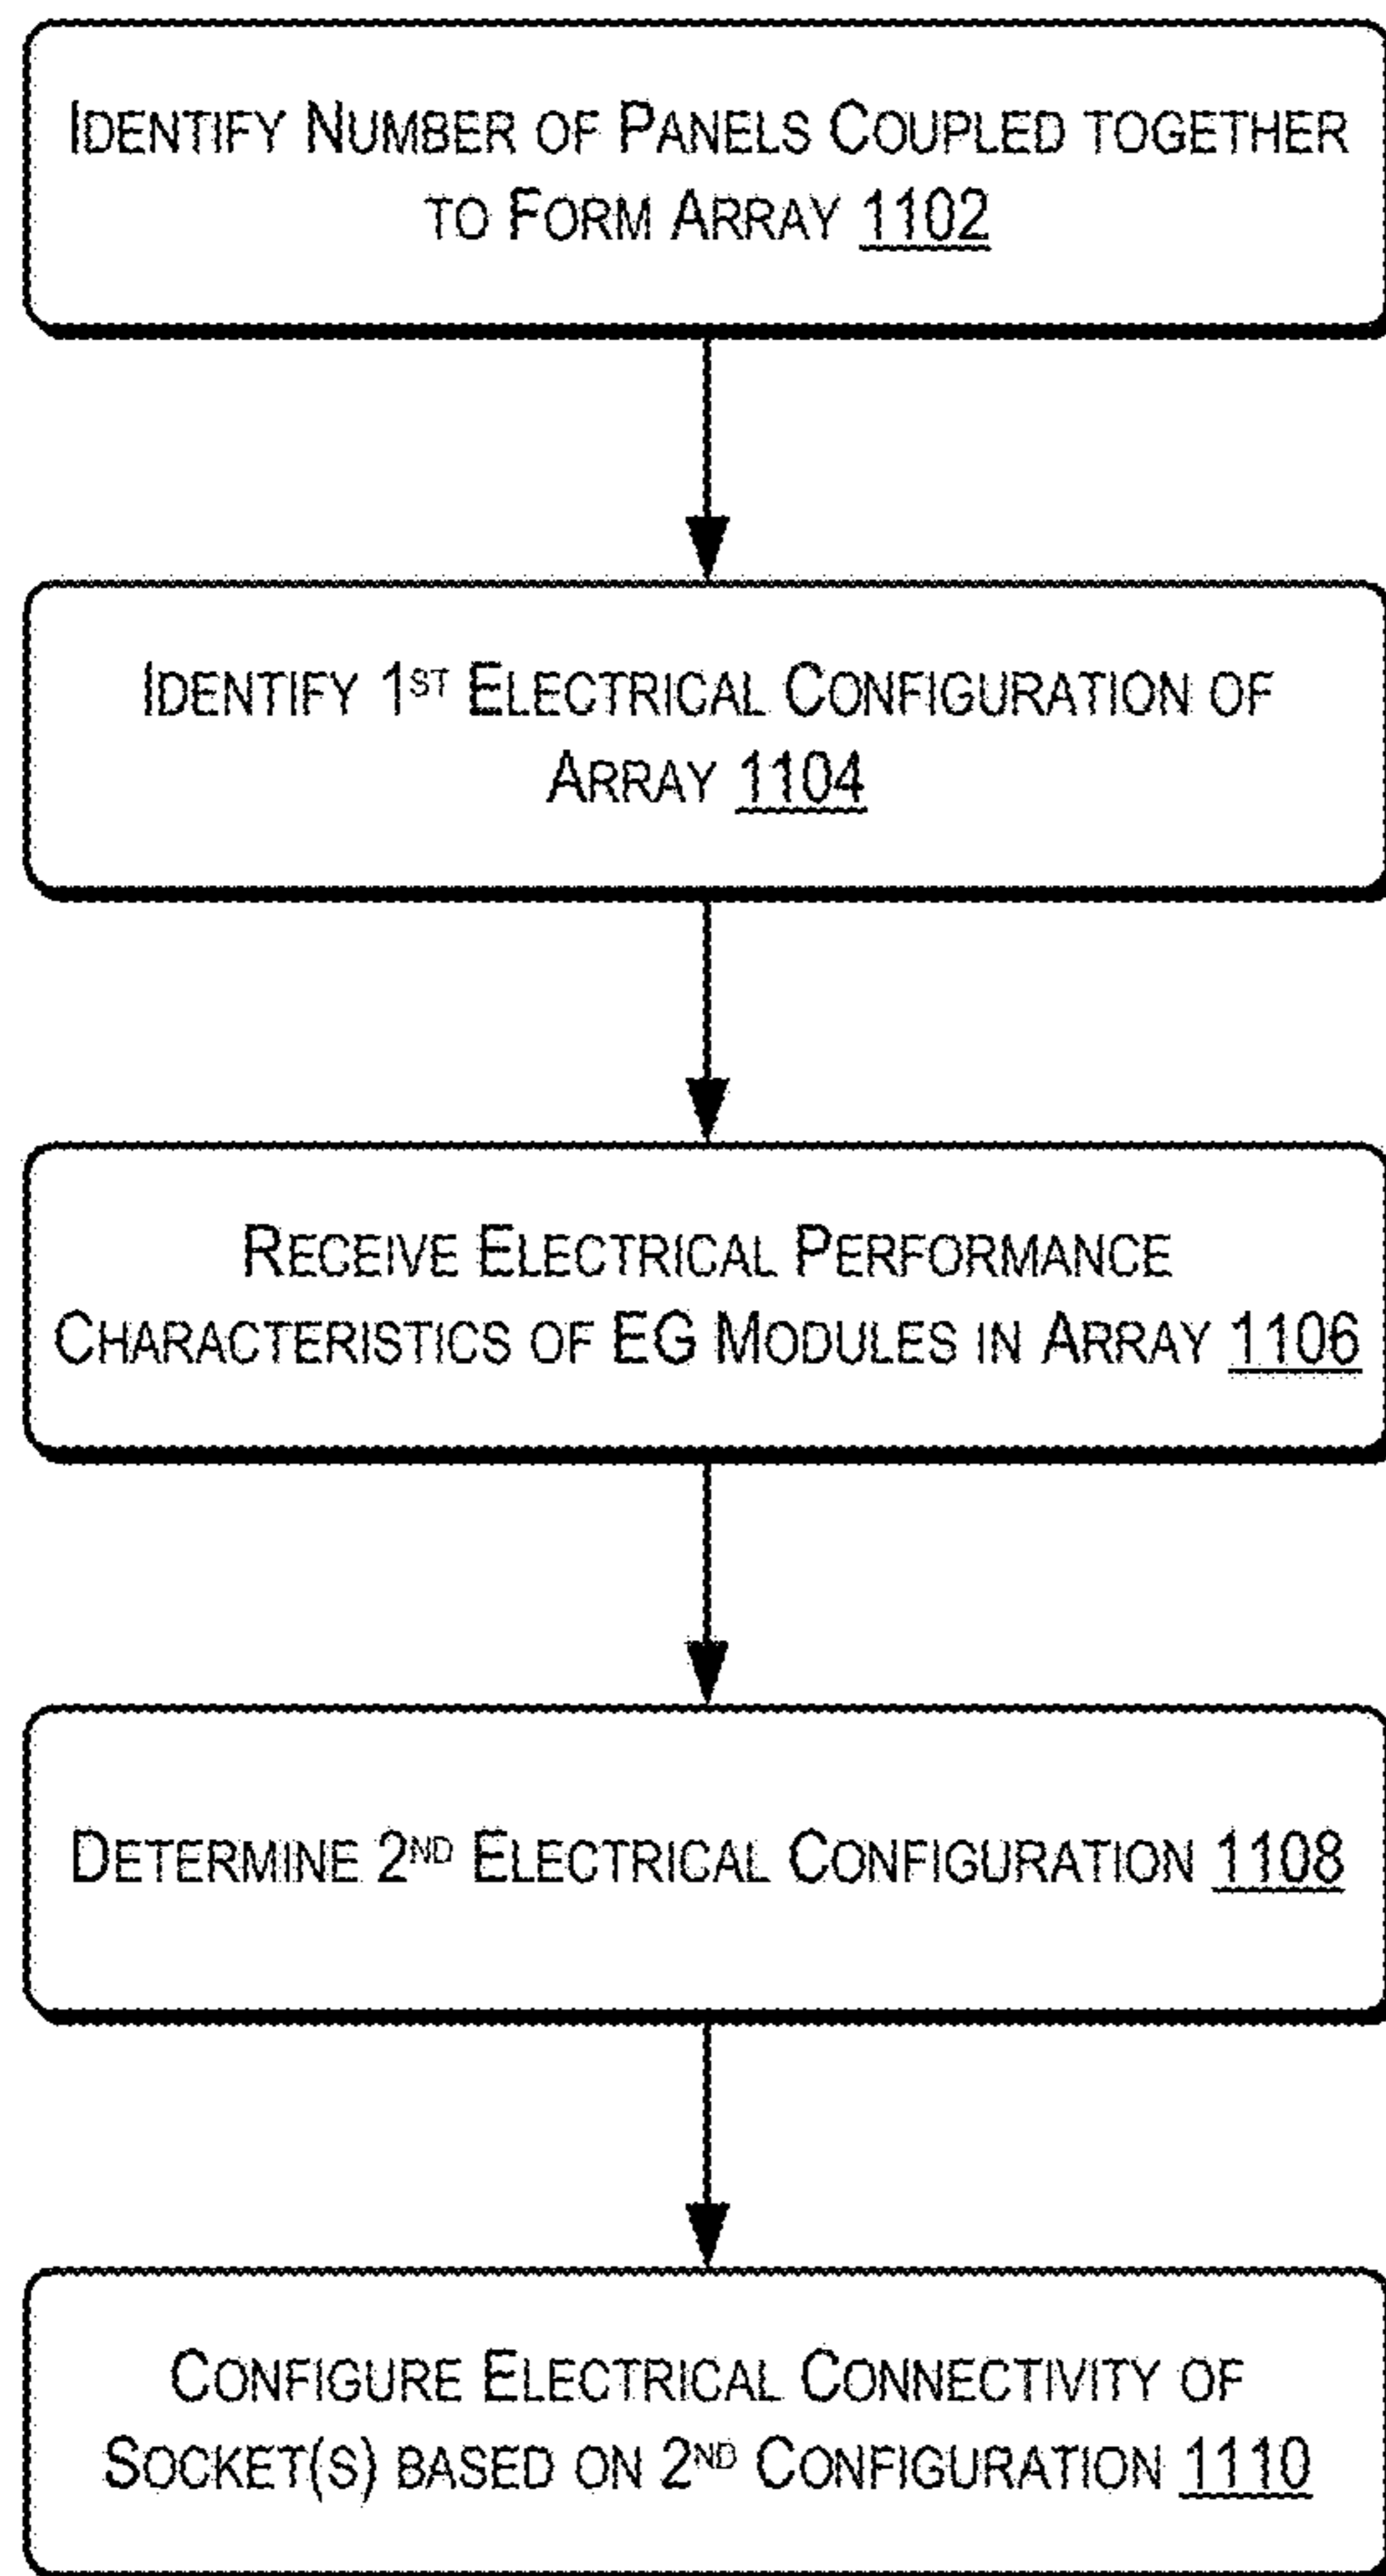 Identify Number of Panels Coupled together
to Form Array 1102
Identify 1st Electrical Configuration of
Array 1104
Receive Electrical Performance
Characteristics of EG Modules in Array 1106
Determine 2nd Electrical Configuration 1108
Configure Electrical Connectivity of
Socket(s) based on 2nd Configuration 1110